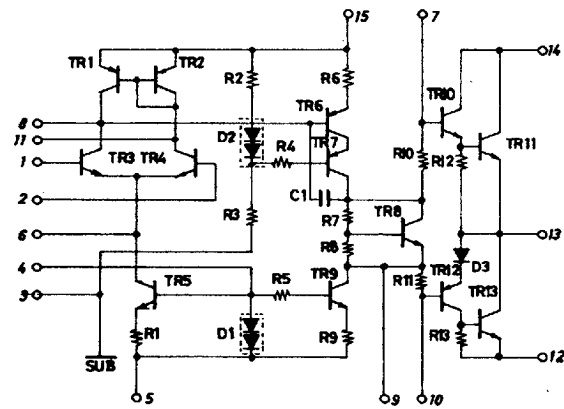 15 7
TR1 TR2 14
R2 R6
TR6 TR10
8 D2 TR7 TR11
11 R4
1 TR3 TR4 R10 R12
2 C1
R3 R7 TR8
6 13
R8
4 TR12 D3
TR5 R5 TR9 R11 TR13
3
R1 D1 R9 R13
SUB 12
5 9 10